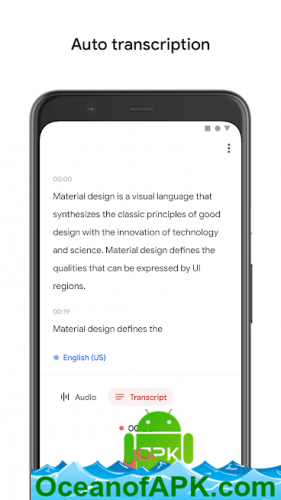 Auto transcription
00:00
Material design is a visual language that
synthesizes the classic principles of good
design with the innovation of technology
and science. Material design defines the
qualities that can be expressed by UI
regions.
00:19
Material design defines the
English (US)
Audio
Transcript
APK
OceanofAPK.com